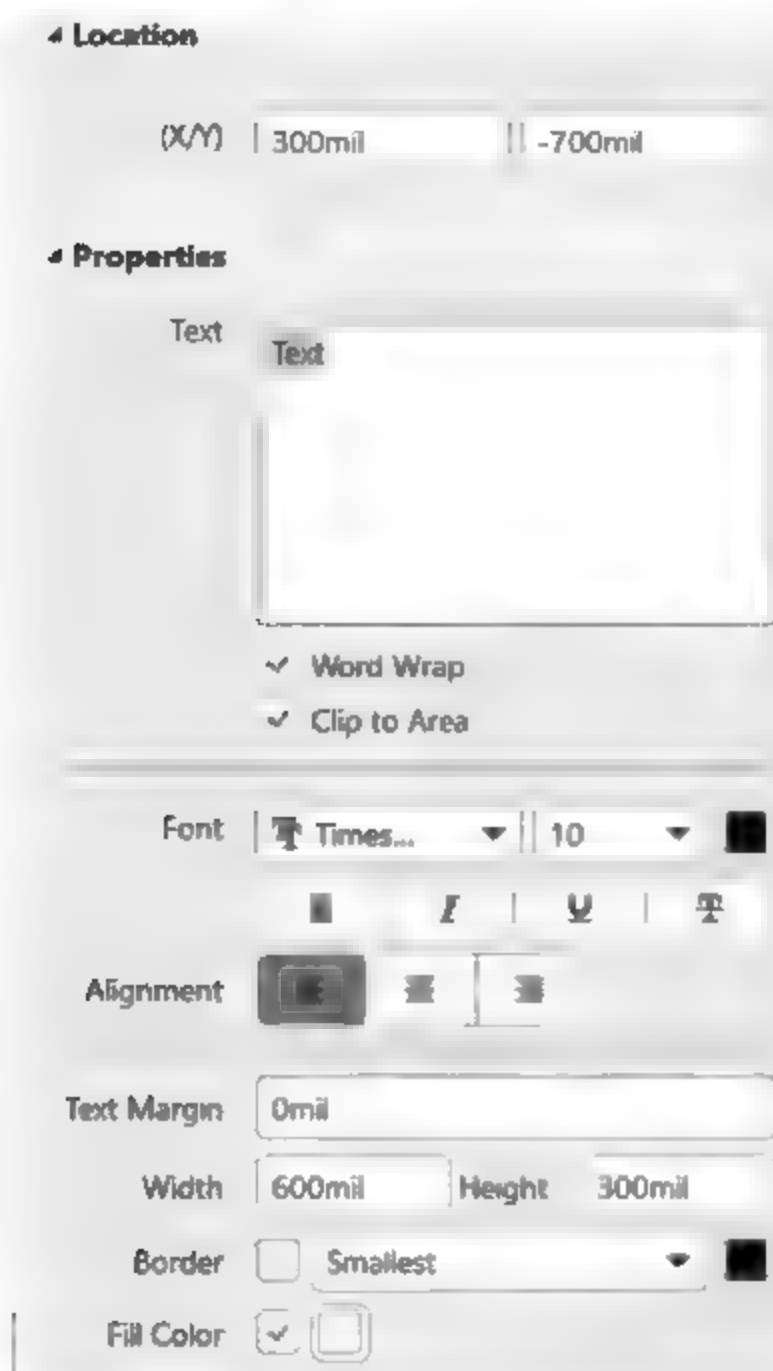 Location
(X/Y) 300mil -700mil
Properties
Text Text
Word Wrap
Clip to Area
Font T Times... 10
I U T
Alignment
Text Margin 0mil
Width 600mil Height 300mil
Border Smallest
Fill Color